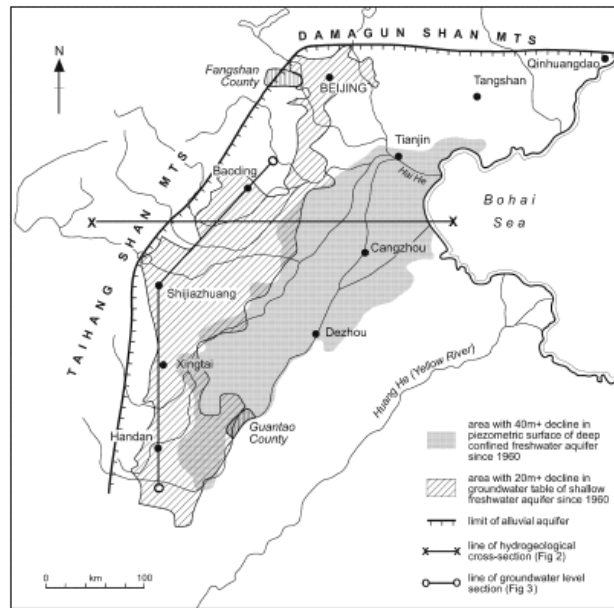 DAMAGUN SHAN MTS
N
Fangshan
County
BEIJING
Qinhuangdao
Tangshan
Tianjin
Hai He
Baoding
Bohai
Sea
TAIHANG SHAN MTS
X
X
Cangzhou
Shijiazhuang
Dezhou
Xingtai
Huang He (Yellow River)
Guantao
County
Handan
area with 40m+ decline in
piezometric surface of deep
confined freshwater aquifer
since 1960
area with 20m+ decline in
groundwater table of shallow
freshwater aquifer since 1960
limit of alluvial aquifer
X X
line of hydrogeological
cross-section (Fig 2)
line of groundwater level
section (Fig 3)
0 km 100